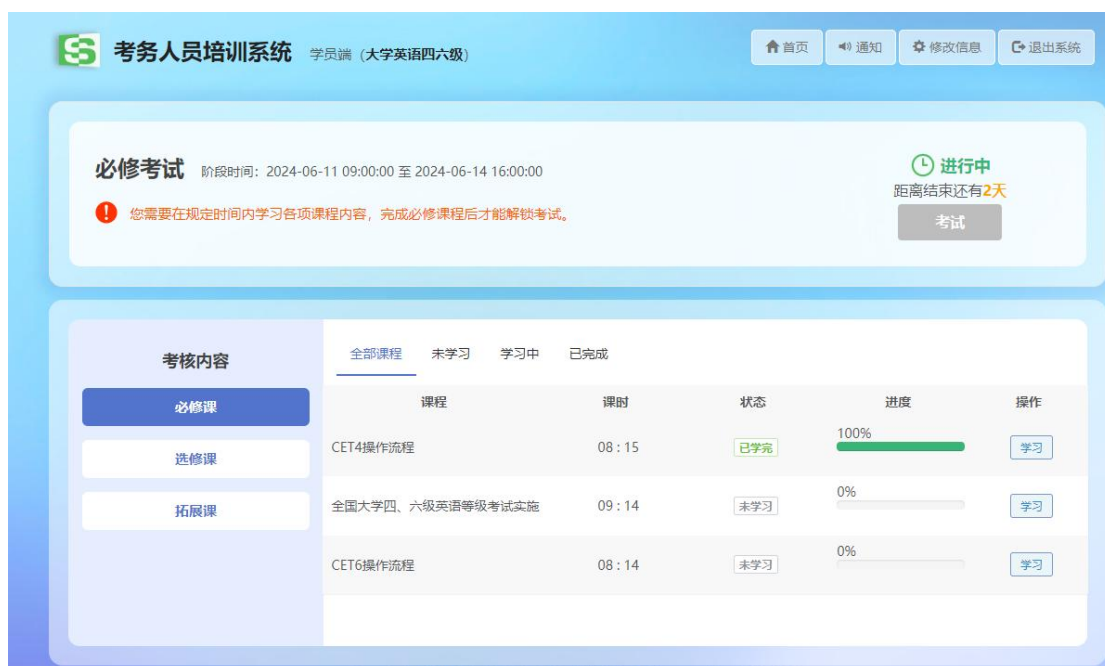 考务人员培训系统 学员端 (大学英语四六级) 首页 通知 修改信息 退出系统
必修考试 阶段时间：2024-06-11 09:00:00 至 2024-06-14 16:00:00
您需要在规定时间内学习各项课程内容，完成必修课程后才能解锁考试。
进行中
距离结束还有2天
考试
考核内容
必修课
选修课
拓展课
全部课程 未学习 学习中 已完成
课程 课时 状态 进度 操作
CET4操作流程 08：15 已学完 100% 学习
全国大学四、六级英语等级考试实施 09：14 未学习 0% 学习
CET6操作流程 08：14 未学习 0% 学习